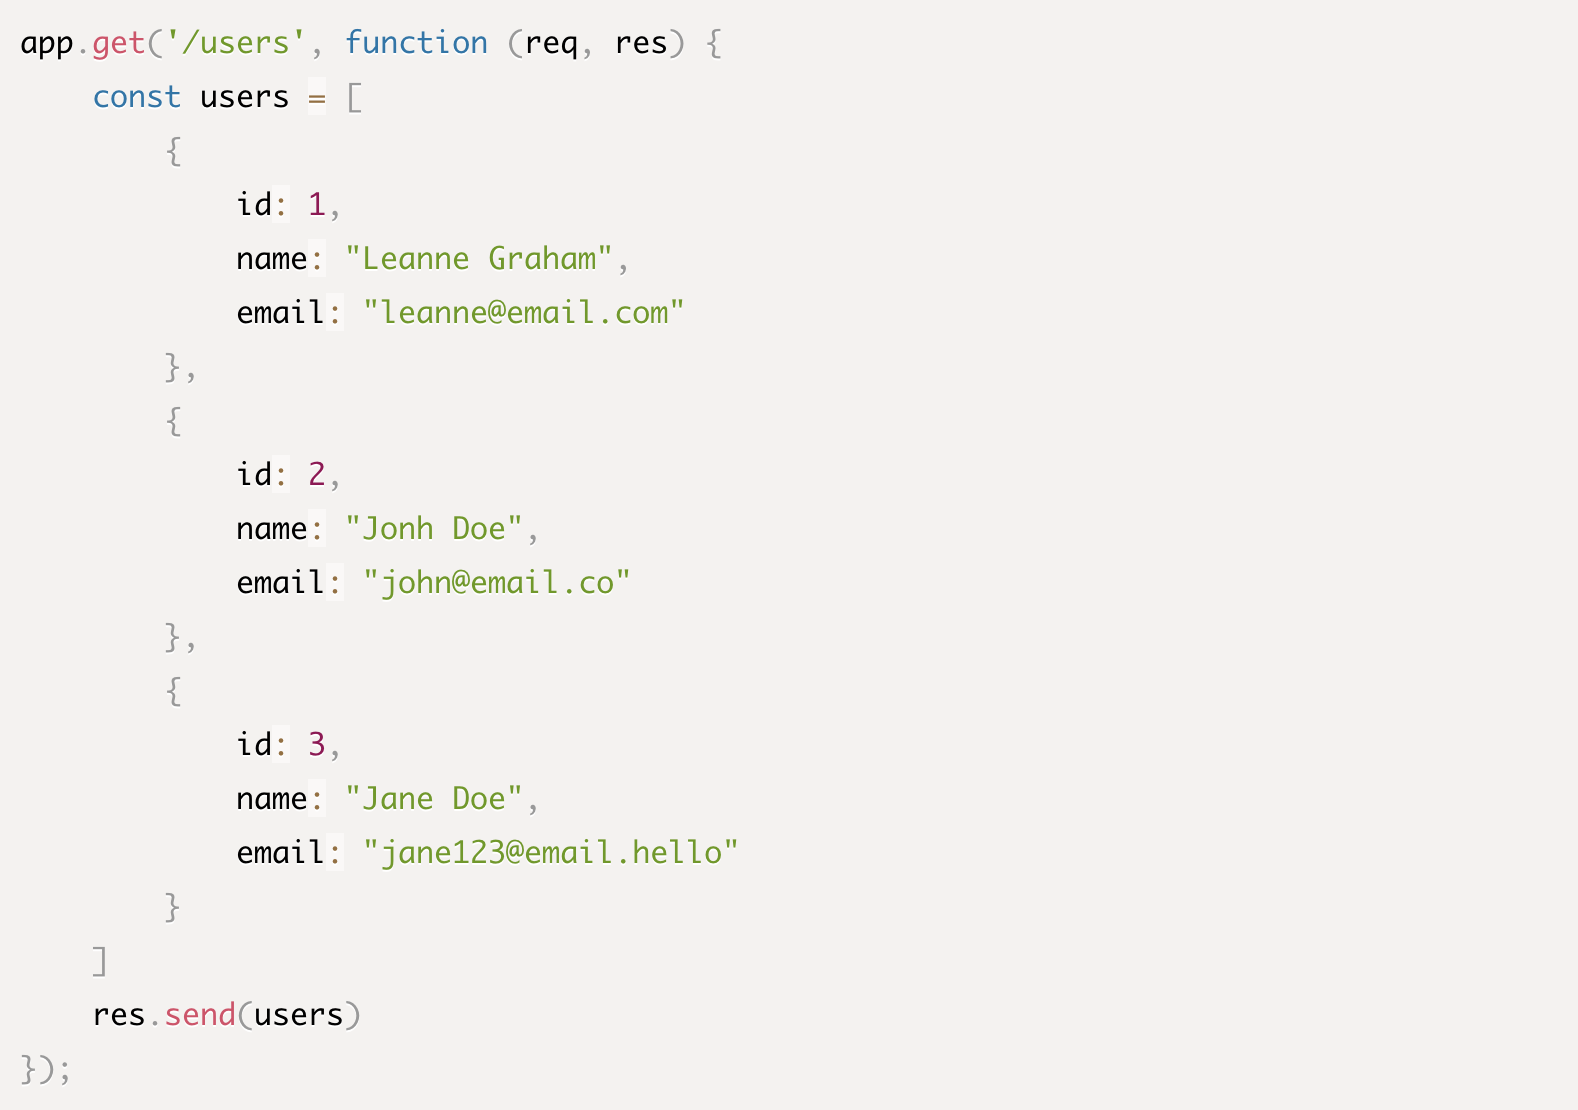 app.get('/users', function (req, res) {
    const users = [
        {
            id: 1,
            name: "Leanne Graham",
            email: "leanne@email.com"
        },
        {
            id: 2,
            name: "Jonh Doe",
            email: "john@email.co"
        },
        {
            id: 3,
            name: "Jane Doe",
            email: "jane123@email.hello"
        }
    ]
    res.send(users)
});